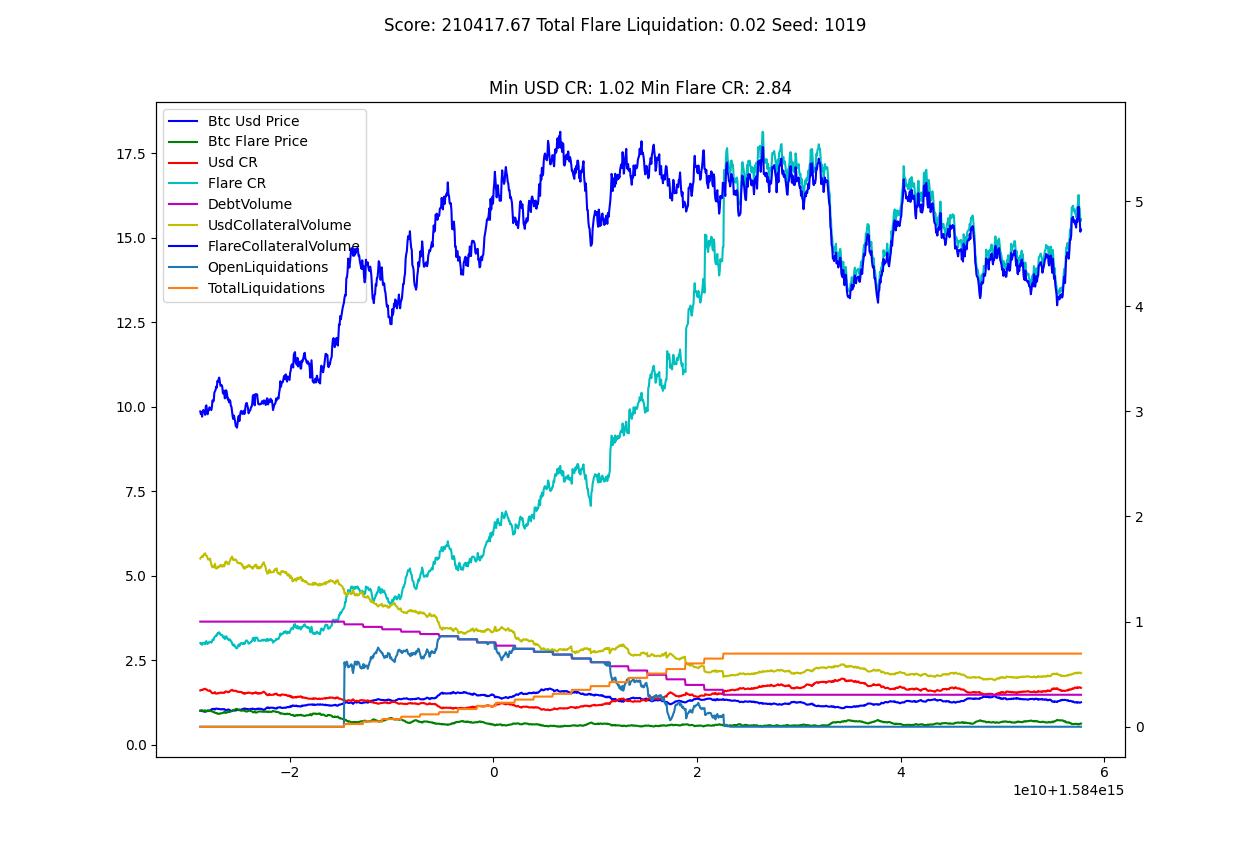 Score: 210417.67 Total Flare Liquidation: 0.02 Seed: 1019
Min USD CR: 1.02 Min Flare CR: 2.84
Btc Usd Price
Btc Flare Price
Usd CR
Flare CR
DebtVolume
UsdCollateralVolume
FlareCollateralVolume
OpenLiquidations
TotalLiquidations
17.5
15.0
12.5
10.0
7.5
5.0
2.5
0.0
5
4
3
2
1
0
−2
0
2
4
6
1e10+1.584e15